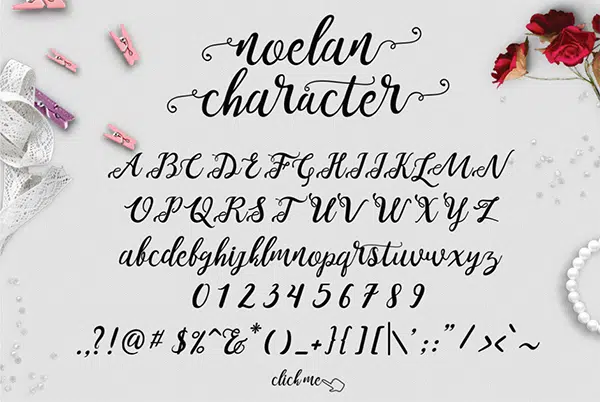 noelan
character
A B C D E F G H I J K L M N
O P Q R S T U V W X Y Z
abcdefghijklmnopqrstuvwxyz
0 1 2 3 4 5 6 7 8 9
.,?!@# $%^&*()_+}{][|\';:"/><`~
click me